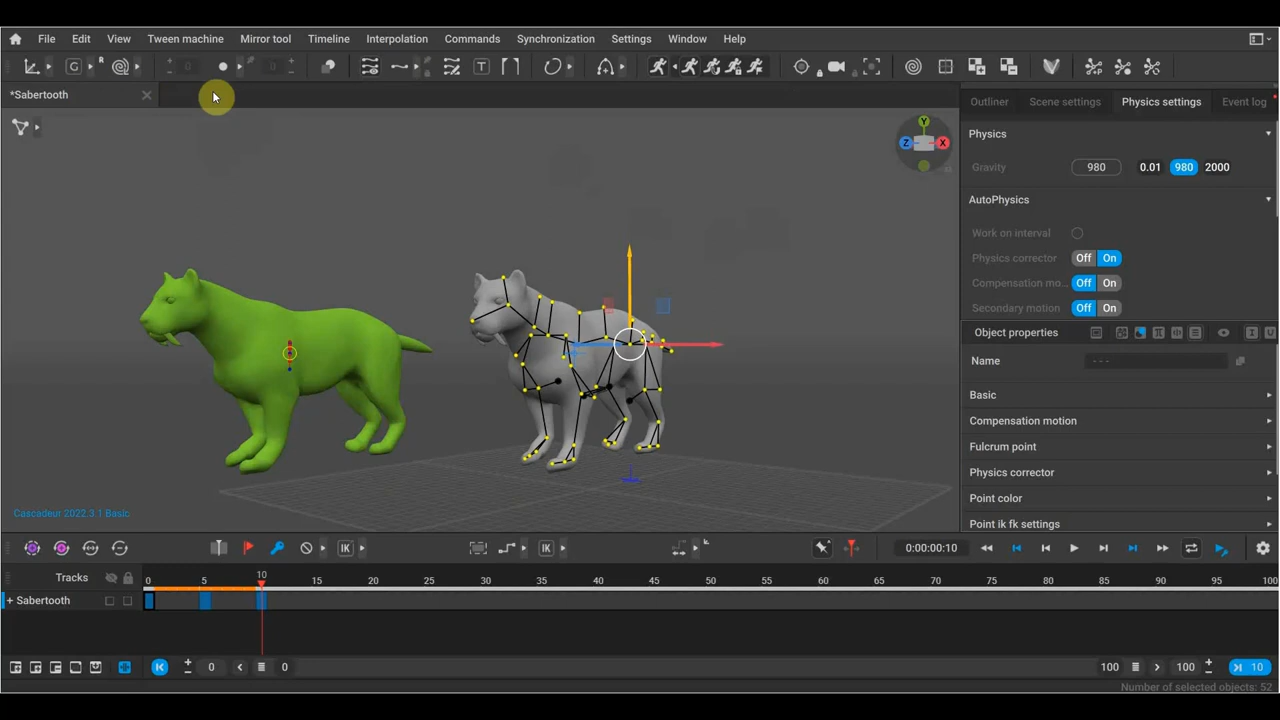 File Edit View Tween machine Mirror tool Timeline Interpolation Commands Synchronization Settings Window Help
0 0 T
*Sabertooth
Outliner Scene settings Physics settings Event log
Physics
Gravity 980 0.01 980 2000
AutoPhysics
Work on interval
Physics corrector Off On
Compensation mo... Off On
Secondary motion Off On
Object properties
Name - - -
Basic
Compensation motion
Fulcrum point
Physics corrector
Point color
Point ik fk settings
Y Z X
Cascadeur 2022.3.1 Basic
IK IK 0:00:00:10
Tracks 0 5 10 15 20 25 30 35 40 45 50 55 60 65 70 75 80 85 90 95 100
+ Sabertooth
0 0 100 100 10
Number of selected objects: 52